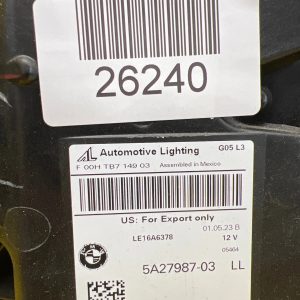 26240
AL Automotive Lighting G05 L3
F 00H TB7 149 03 Assembled in Mexico
US: For Export only
01.05.23 B
LE16A6378 12 V
05464
5A27987-03 LL